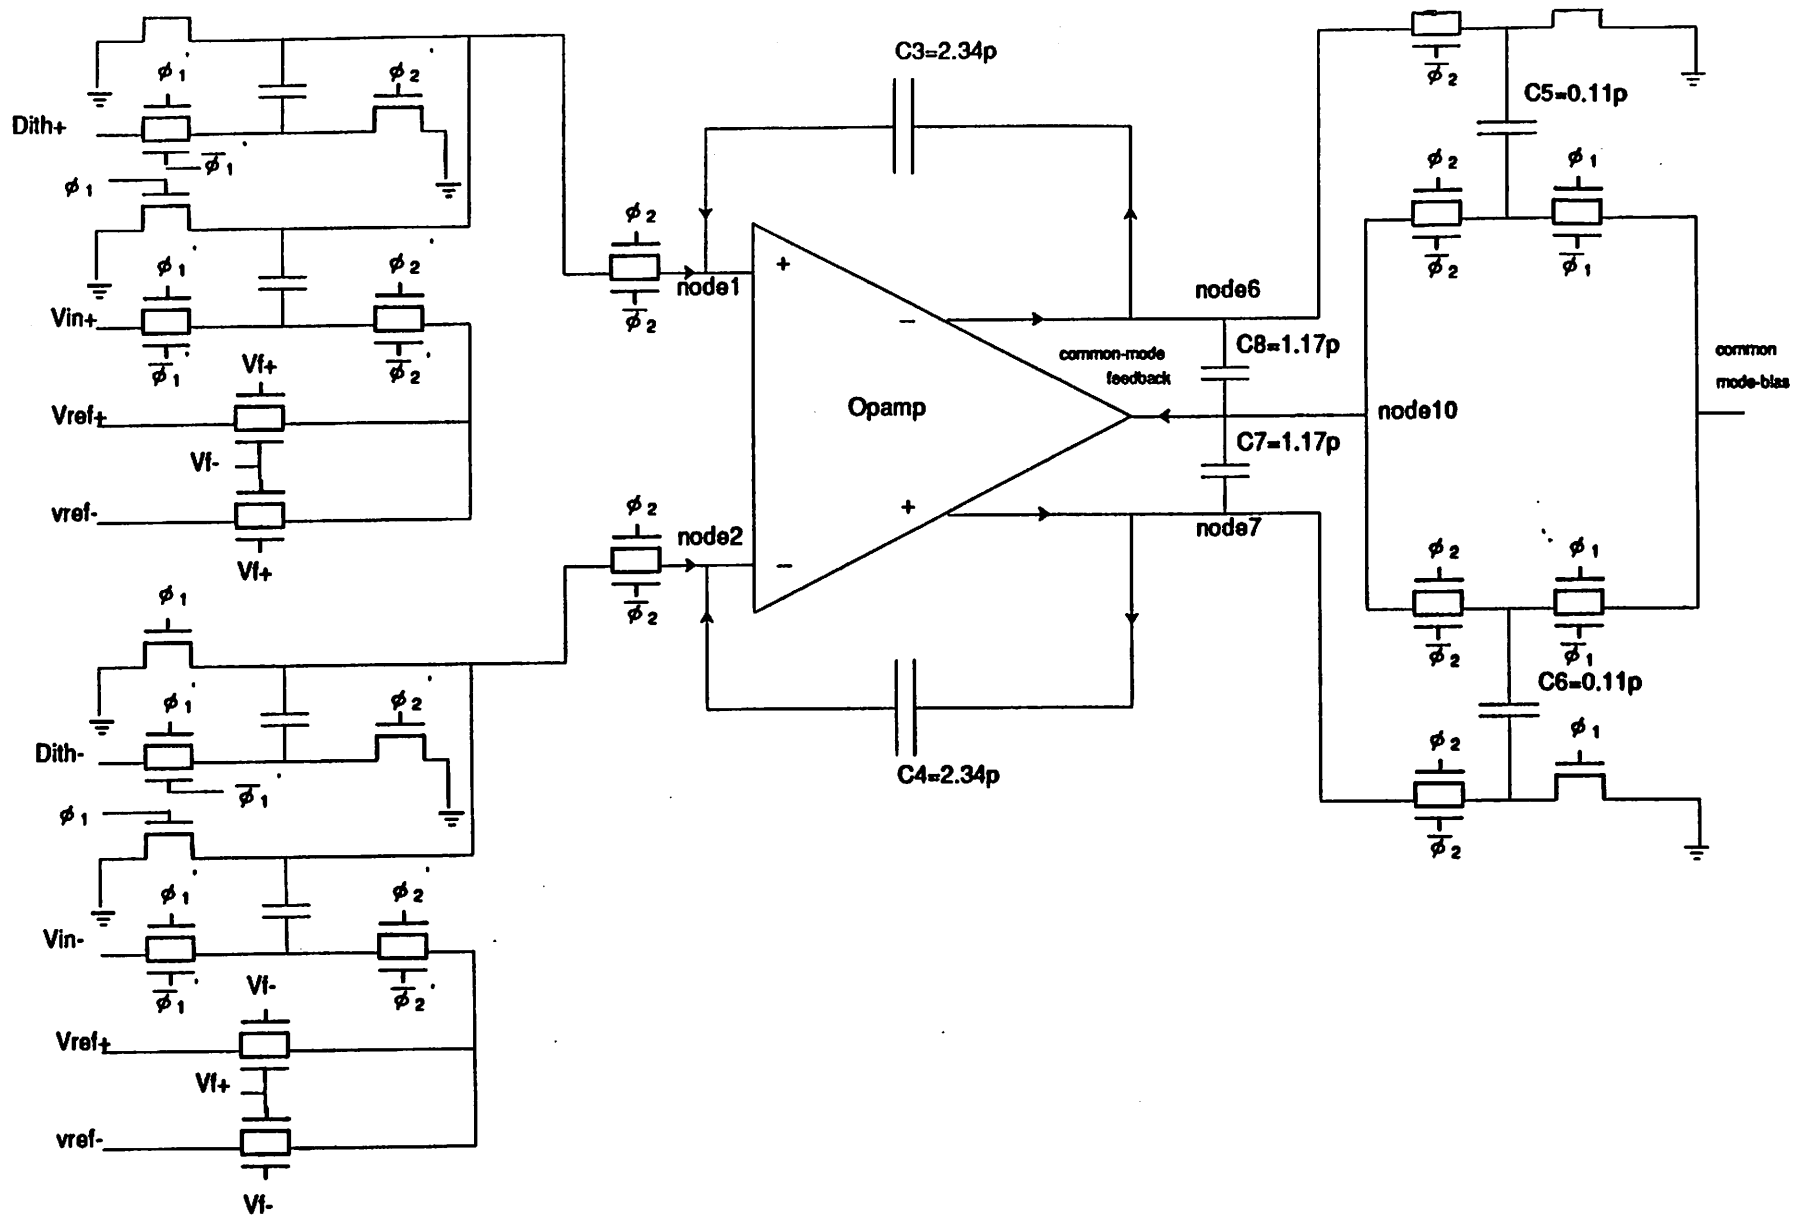 C3=2.34p
ϕ̅2
ϕ1
ϕ2
C5=0.11p
Dith+
ϕ̅1
ϕ1
ϕ2
ϕ1
ϕ2
ϕ1
ϕ2
+
node1
ϕ̅2
ϕ̅1
node6
Vin+
ϕ̅2
−
ϕ̅1
ϕ̅2
Vf+
common-mode
feedback
C8=1.17p
common
mode-bias
Vref+
Opamp
node10
Vf-
C7=1.17p
vref-
ϕ2
+
node7
node2
ϕ2
ϕ1
Vf+
−
ϕ1
ϕ̅2
ϕ̅2
ϕ̅1
C6=0.11p
ϕ1
ϕ2
Dith-
ϕ̅1
C4=2.34p
ϕ2
ϕ1
ϕ1
ϕ̅2
ϕ1
ϕ2
Vin-
ϕ̅1
Vf-
ϕ̅2
Vref+
Vf+
vref-
Vf-